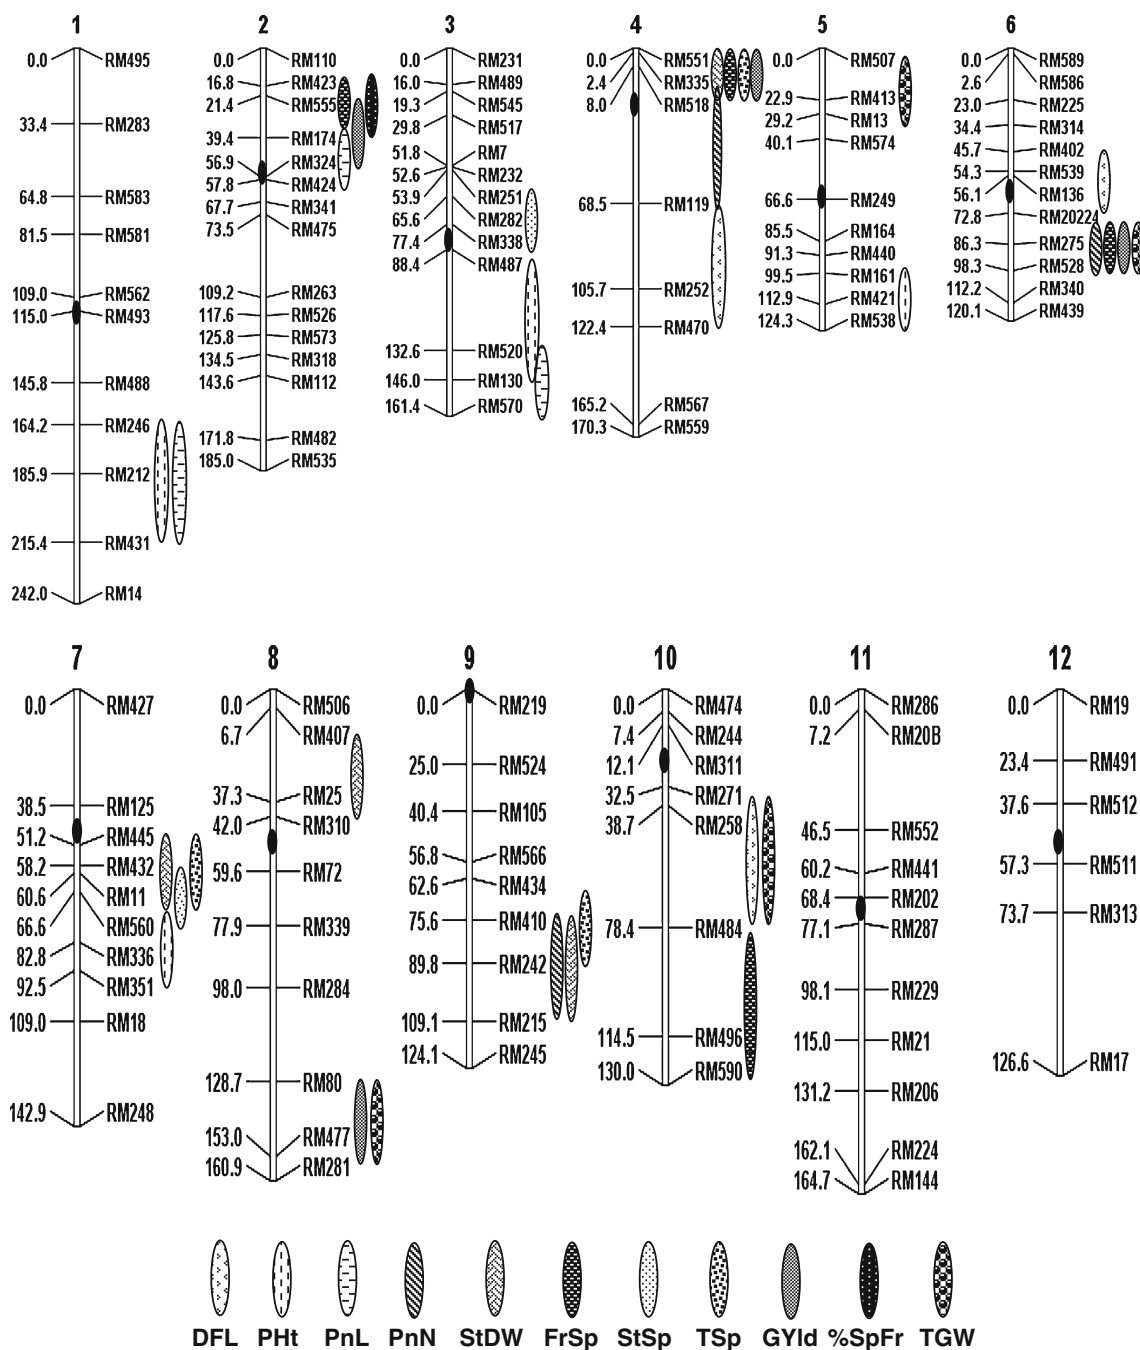 1 2 3 4 5 6
0.0 RM495
33.4 RM283
64.8 RM583
81.5 RM581
109.0 RM562
115.0 RM493
145.8 RM488
164.2 RM246
185.9 RM212
215.4 RM431
242.0 RM14
0.0 RM110
16.8 RM423
21.4 RM555
39.4 RM174
56.9 RM324
57.8 RM424
67.7 RM341
73.5 RM475
109.2 RM263
117.6 RM526
125.8 RM573
134.5 RM318
143.6 RM112
171.8 RM482
185.0 RM535
0.0 RM231
16.0 RM489
19.3 RM545
29.8 RM517
51.8 RM7
52.6 RM232
53.9 RM251
65.6 RM282
77.4 RM338
88.4 RM487
132.6 RM520
146.0 RM130
161.4 RM570
0.0 RM551
2.4 RM335
8.0 RM518
68.5 RM119
105.7 RM252
122.4 RM470
165.2 RM567
170.3 RM559
0.0 RM507
22.9 RM413
29.2 RM13
40.1 RM574
66.6 RM249
85.5 RM164
91.3 RM440
99.5 RM161
112.9 RM421
124.3 RM538
0.0 RM589
2.6 RM586
23.0 RM225
34.4 RM314
45.7 RM402
54.3 RM539
56.1 RM136
72.8 RM20224
86.3 RM275
98.3 RM528
112.2 RM340
120.1 RM439
7 8 9 10 11 12
0.0 RM427
38.5 RM125
51.2 RM445
58.2 RM432
60.6 RM11
66.6 RM560
82.8 RM336
92.5 RM351
109.0 RM18
142.9 RM248
0.0 RM506
6.7 RM407
37.3 RM25
42.0 RM310
59.6 RM72
77.9 RM339
98.0 RM284
128.7 RM80
153.0 RM477
160.9 RM281
0.0 RM219
25.0 RM524
40.4 RM105
56.8 RM566
62.6 RM434
75.6 RM410
89.8 RM242
109.1 RM215
124.1 RM245
0.0 RM474
7.4 RM244
12.1 RM311
32.5 RM271
38.7 RM258
78.4 RM484
114.5 RM496
130.0 RM590
0.0 RM286
7.2 RM20B
46.5 RM552
60.2 RM441
68.4 RM202
77.1 RM287
98.1 RM229
115.0 RM21
131.2 RM206
162.1 RM224
164.7 RM144
0.0 RM19
23.4 RM491
37.6 RM512
57.3 RM511
73.7 RM313
126.6 RM17
DFL PHt PnL PnN StDW FrSp StSp TSp GYld %SpFr TGW